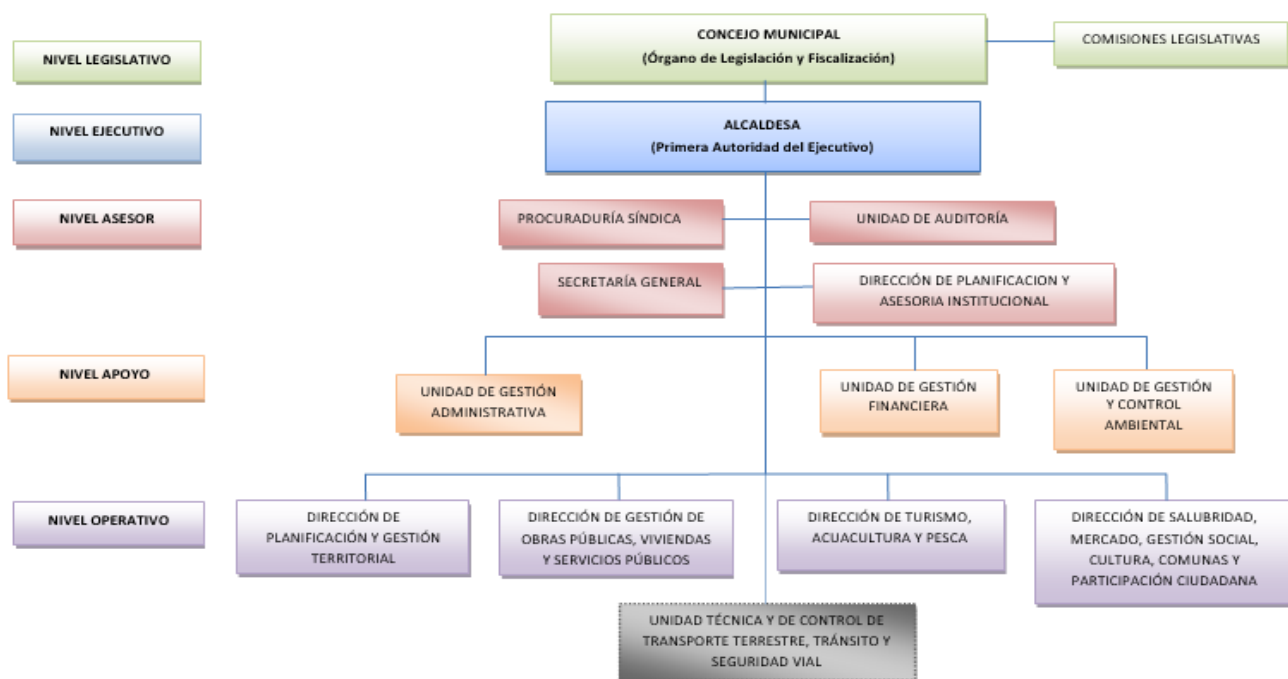 NIVEL LEGISLATIVO
CONCEJO MUNICIPAL
(Órgano de Legislación y Fiscalización)
COMISIONES LEGISLATIVAS
NIVEL EJECUTIVO
ALCALDESA
(Primera Autoridad del Ejecutivo)
NIVEL ASESOR
PROCURADURÍA SÍNDICA
UNIDAD DE AUDITORÍA
SECRETARÍA GENERAL
DIRECCIÓN DE PLANIFICACION Y
ASESORIA INSTITUCIONAL
NIVEL APOYO
UNIDAD DE GESTIÓN
ADMINISTRATIVA
UNIDAD DE GESTIÓN
FINANCIERA
UNIDAD DE GESTIÓN
Y CONTROL
AMBIENTAL
NIVEL OPERATIVO
DIRECCIÓN DE
PLANIFICACIÓN Y GESTIÓN
TERRITORIAL
DIRECCIÓN DE GESTIÓN DE
OBRAS PÚBLICAS, VIVIENDAS
Y SERVICIOS PÚBLICOS
DIRECCIÓN DE TURISMO,
ACUACULTURA Y PESCA
DIRECCIÓN DE SALUBRIDAD,
MERCADO, GESTIÓN SOCIAL,
CULTURA, COMUNAS Y
PARTICIPACIÓN CIUDADANA
UNIDAD TÉCNICA Y DE CONTROL DE
TRANSPORTE TERRESTRE, TRÁNSITO Y
SEGURIDAD VIAL